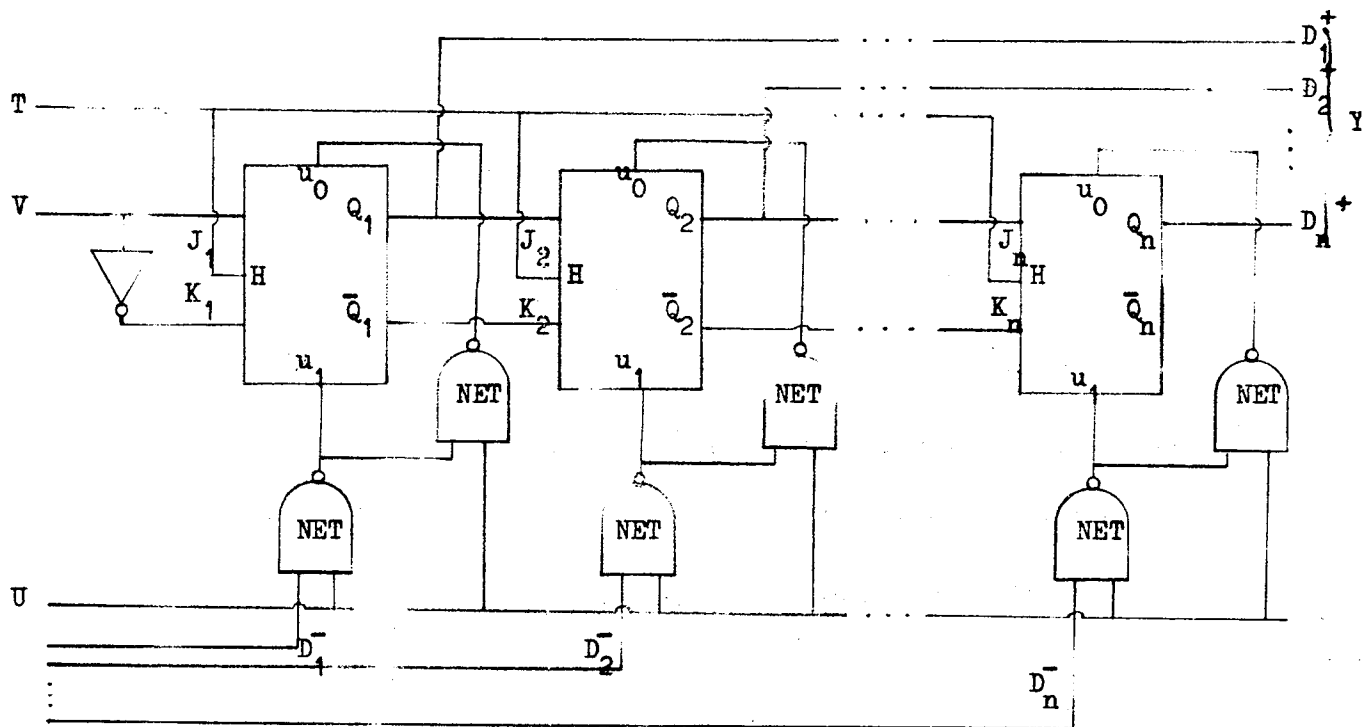 D₁⁺
T D₂⁺ Y
u₀ u₀ u₀
V Q₁ Q₂ Qₙ Dₙ⁺
J₁ J₂ Jₙ
H H H
K₁ Q̄₁ K₂ Q̄₂ Kₙ Q̄ₙ
u₁ u₁ u₁
NET NET NET
NET NET NET
U
D₁⁻ D₂⁻ Dₙ⁻